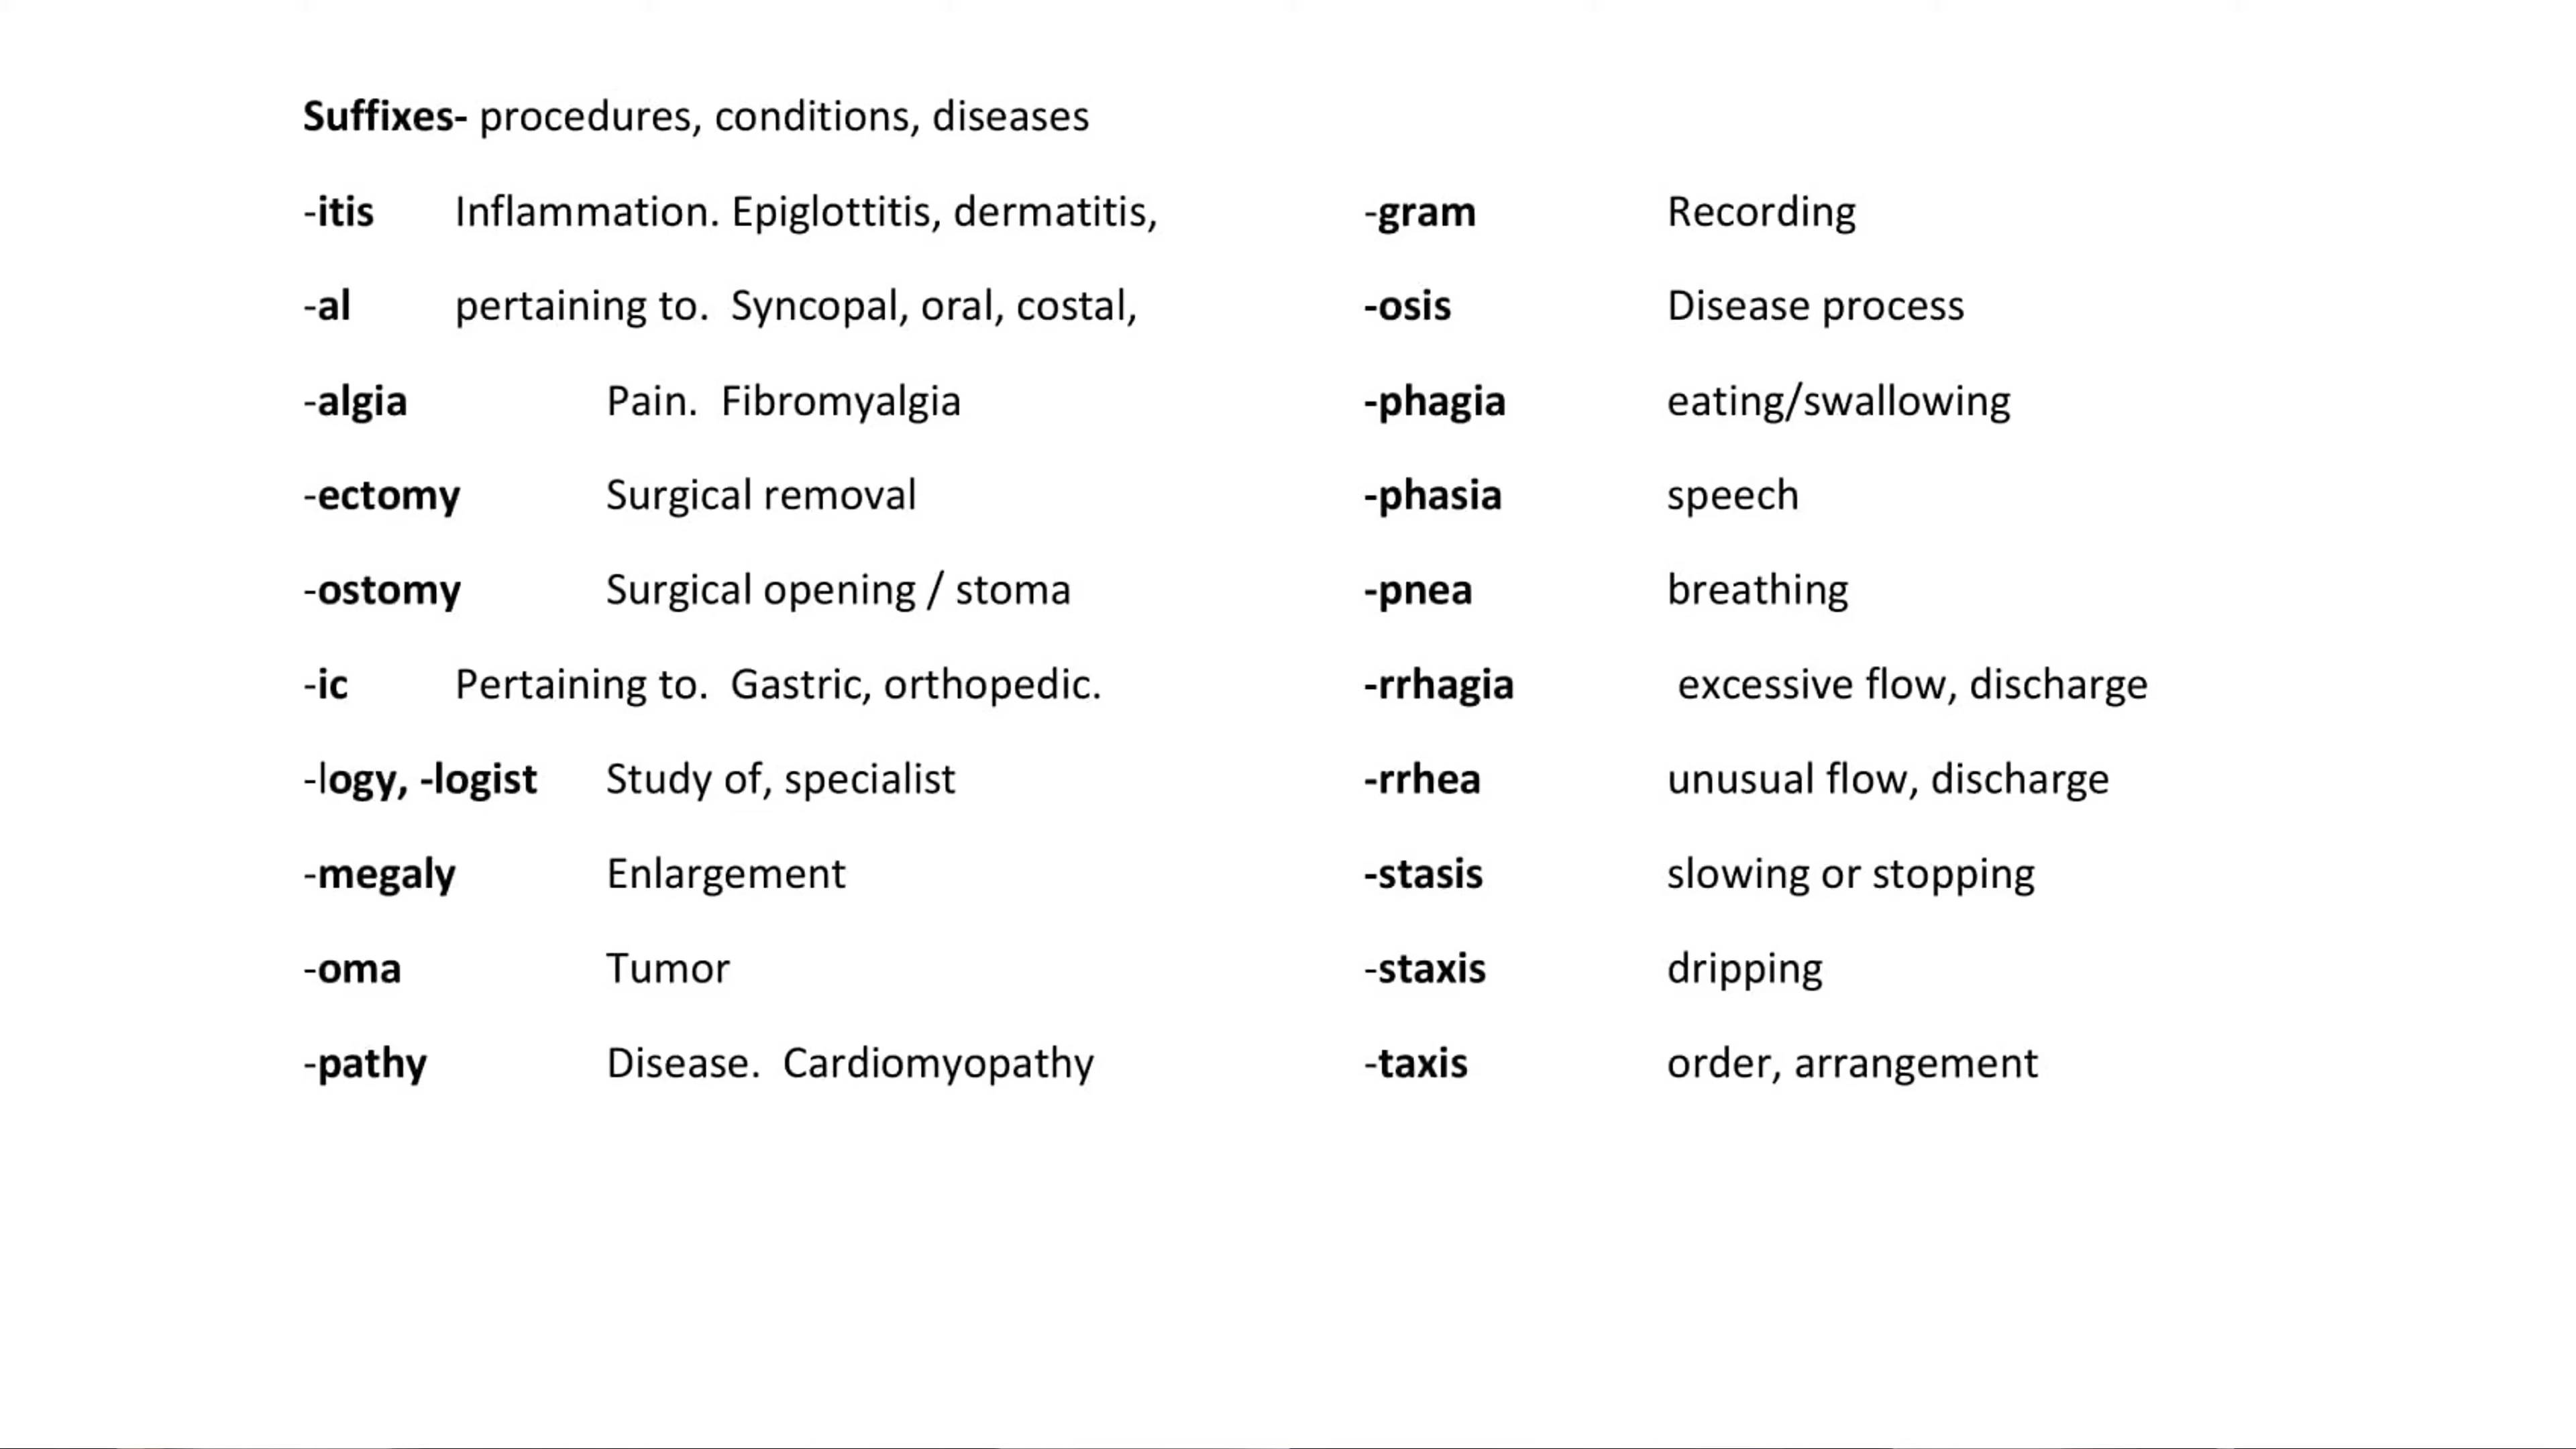 Suffixes- procedures, conditions, diseases
-itis Inflammation. Epiglottitis, dermatitis,
-al pertaining to. Syncopal, oral, costal,
-algia Pain. Fibromyalgia
-ectomy Surgical removal
-ostomy Surgical opening / stoma
-ic Pertaining to. Gastric, orthopedic.
-logy, -logist Study of, specialist
-megaly Enlargement
-oma Tumor
-pathy Disease. Cardiomyopathy
-gram Recording
-osis Disease process
-phagia eating/swallowing
-phasia speech
-pnea breathing
-rrhagia excessive flow, discharge
-rrhea unusual flow, discharge
-stasis slowing or stopping
-staxis dripping
-taxis order, arrangement